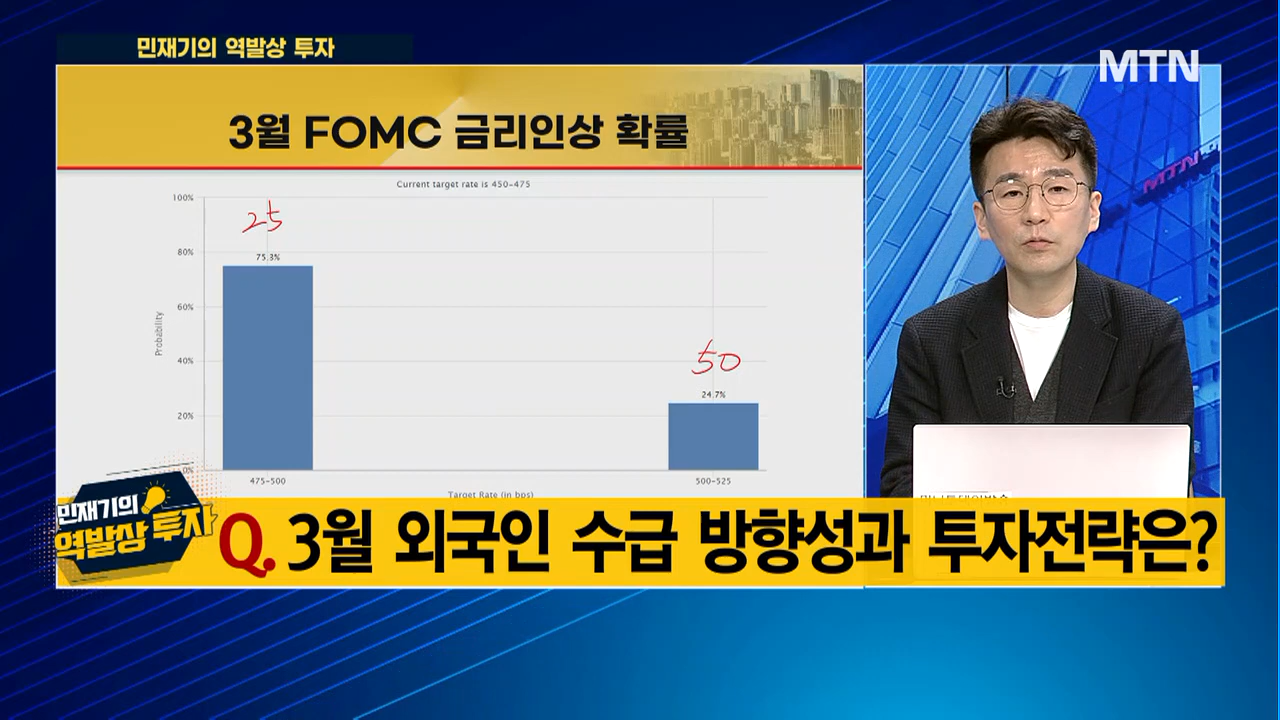 민재기의 역발상 투자
MTN
3월 FOMC 금리인상 확률
Current target rate is 450-475
100%
80%
60%
40%
20%
0%
Probability
25
75.3%
50
24.7%
475-500
500-525
Target Rate (in bps)
MTN
민재기의
역발상 투자
Q. 3월 외국인 수급 방향성과 투자전략은?